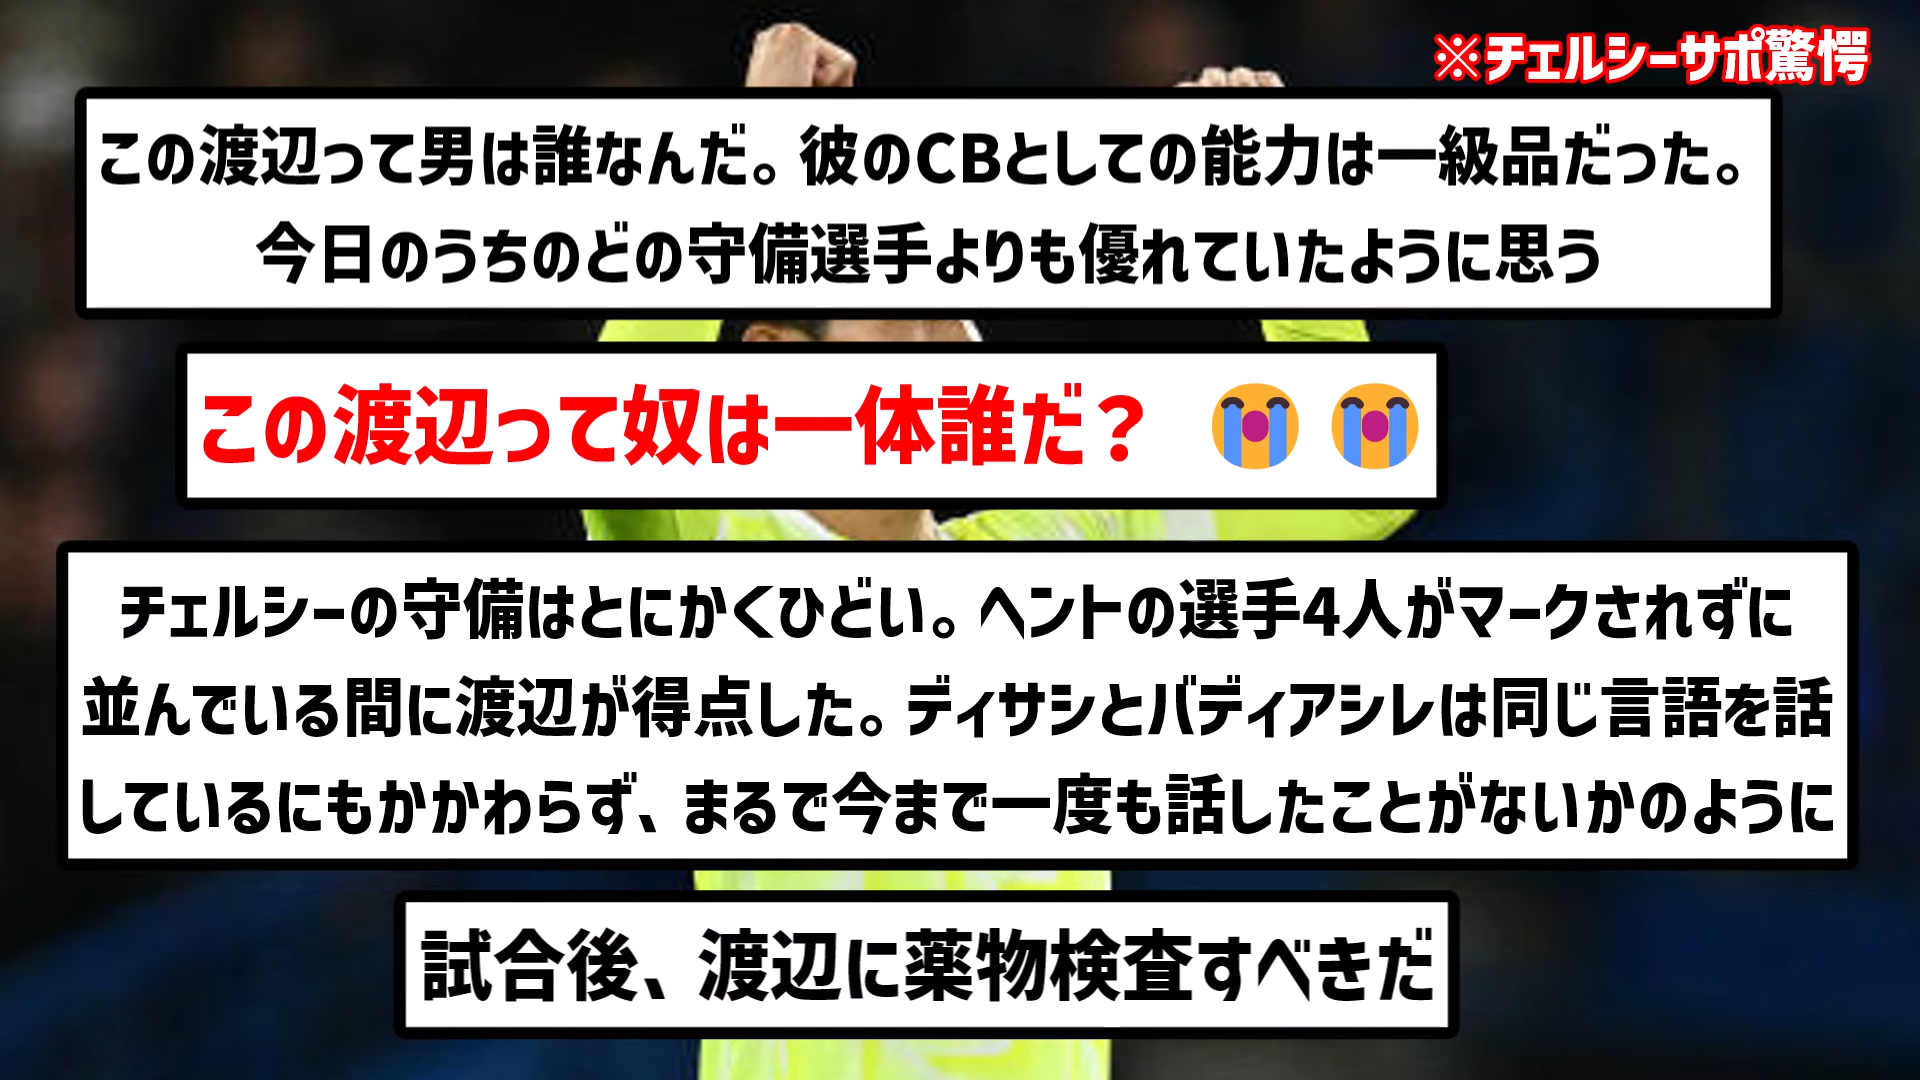 ※チェルシーサポ驚愕
この渡辺って男は誰なんだ。彼のCBとしての能力は一級品だった。
今日のうちのどの守備選手よりも優れていたように思う
この渡辺って奴は一体誰だ？ 😭😭
チェルシーの守備はとにかくひどい。ヘントの選手4人がマークされずに
並んでいる間に渡辺が得点した。ディサシとバディアシレは同じ言語を話
しているにもかかわらず、まるで今まで一度も話したことがないかのように
試合後、渡辺に薬物検査すべきだ